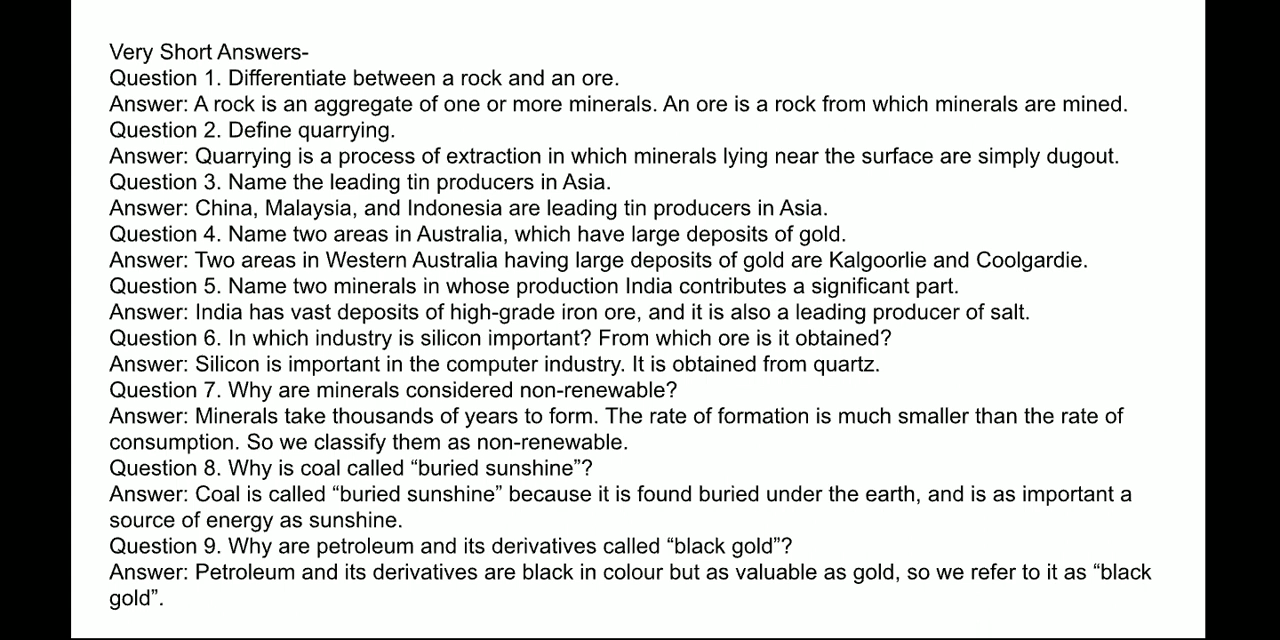 Very Short Answers-
Question 1. Differentiate between a rock and an ore.
Answer: A rock is an aggregate of one or more minerals. An ore is a rock from which minerals are mined.
Question 2. Define quarrying.
Answer: Quarrying is a process of extraction in which minerals lying near the surface are simply dugout.
Question 3. Name the leading tin producers in Asia.
Answer: China, Malaysia, and Indonesia are leading tin producers in Asia.
Question 4. Name two areas in Australia, which have large deposits of gold.
Answer: Two areas in Western Australia having large deposits of gold are Kalgoorlie and Coolgardie.
Question 5. Name two minerals in whose production India contributes a significant part.
Answer: India has vast deposits of high-grade iron ore, and it is also a leading producer of salt.
Question 6. In which industry is silicon important? From which ore is it obtained?
Answer: Silicon is important in the computer industry. It is obtained from quartz.
Question 7. Why are minerals considered non-renewable?
Answer: Minerals take thousands of years to form. The rate of formation is much smaller than the rate of
consumption. So we classify them as non-renewable.
Question 8. Why is coal called “buried sunshine”?
Answer: Coal is called “buried sunshine” because it is found buried under the earth, and is as important a
source of energy as sunshine.
Question 9. Why are petroleum and its derivatives called “black gold”?
Answer: Petroleum and its derivatives are black in colour but as valuable as gold, so we refer to it as “black
gold”.